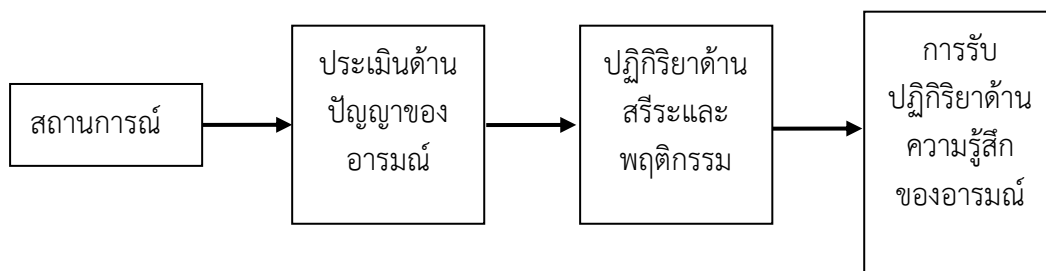 สถานการณ์
ประเมินด้าน
ปัญญาของ
อารมณ์
ปฏิกิริยาด้าน
สรีระและ
พฤติกรรม
การรับ
ปฏิกิริยาด้าน
ความรู้สึก
ของอารมณ์